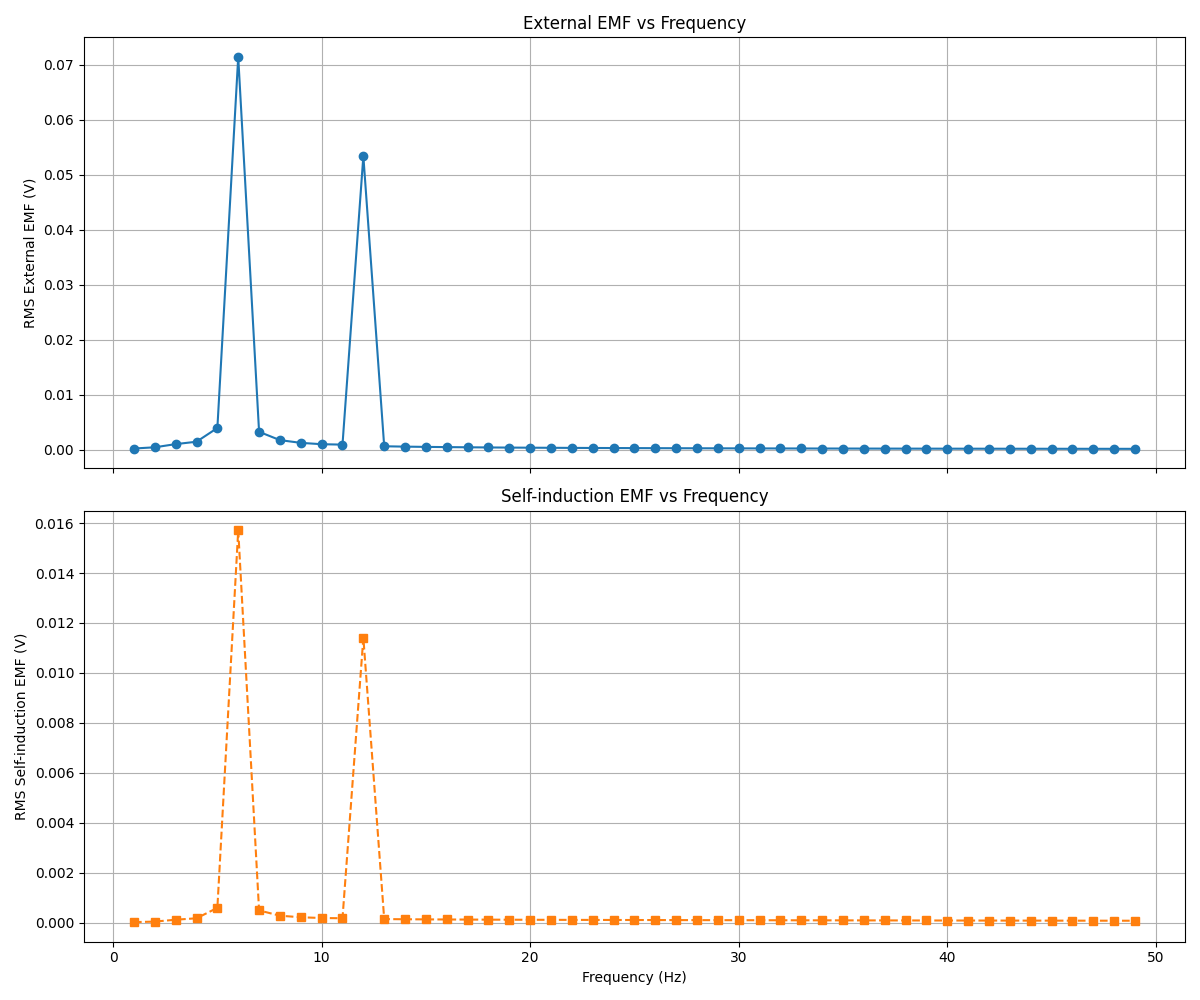 External EMF vs Frequency
0.07
0.06
0.05
0.04
0.03
0.02
0.01
0.00
RMS External EMF (V)
Self-induction EMF vs Frequency
0.016
0.014
0.012
0.010
0.008
0.006
0.004
0.002
0.000
RMS Self-induction EMF (V)
0 10 20 30 40 50
Frequency (Hz)